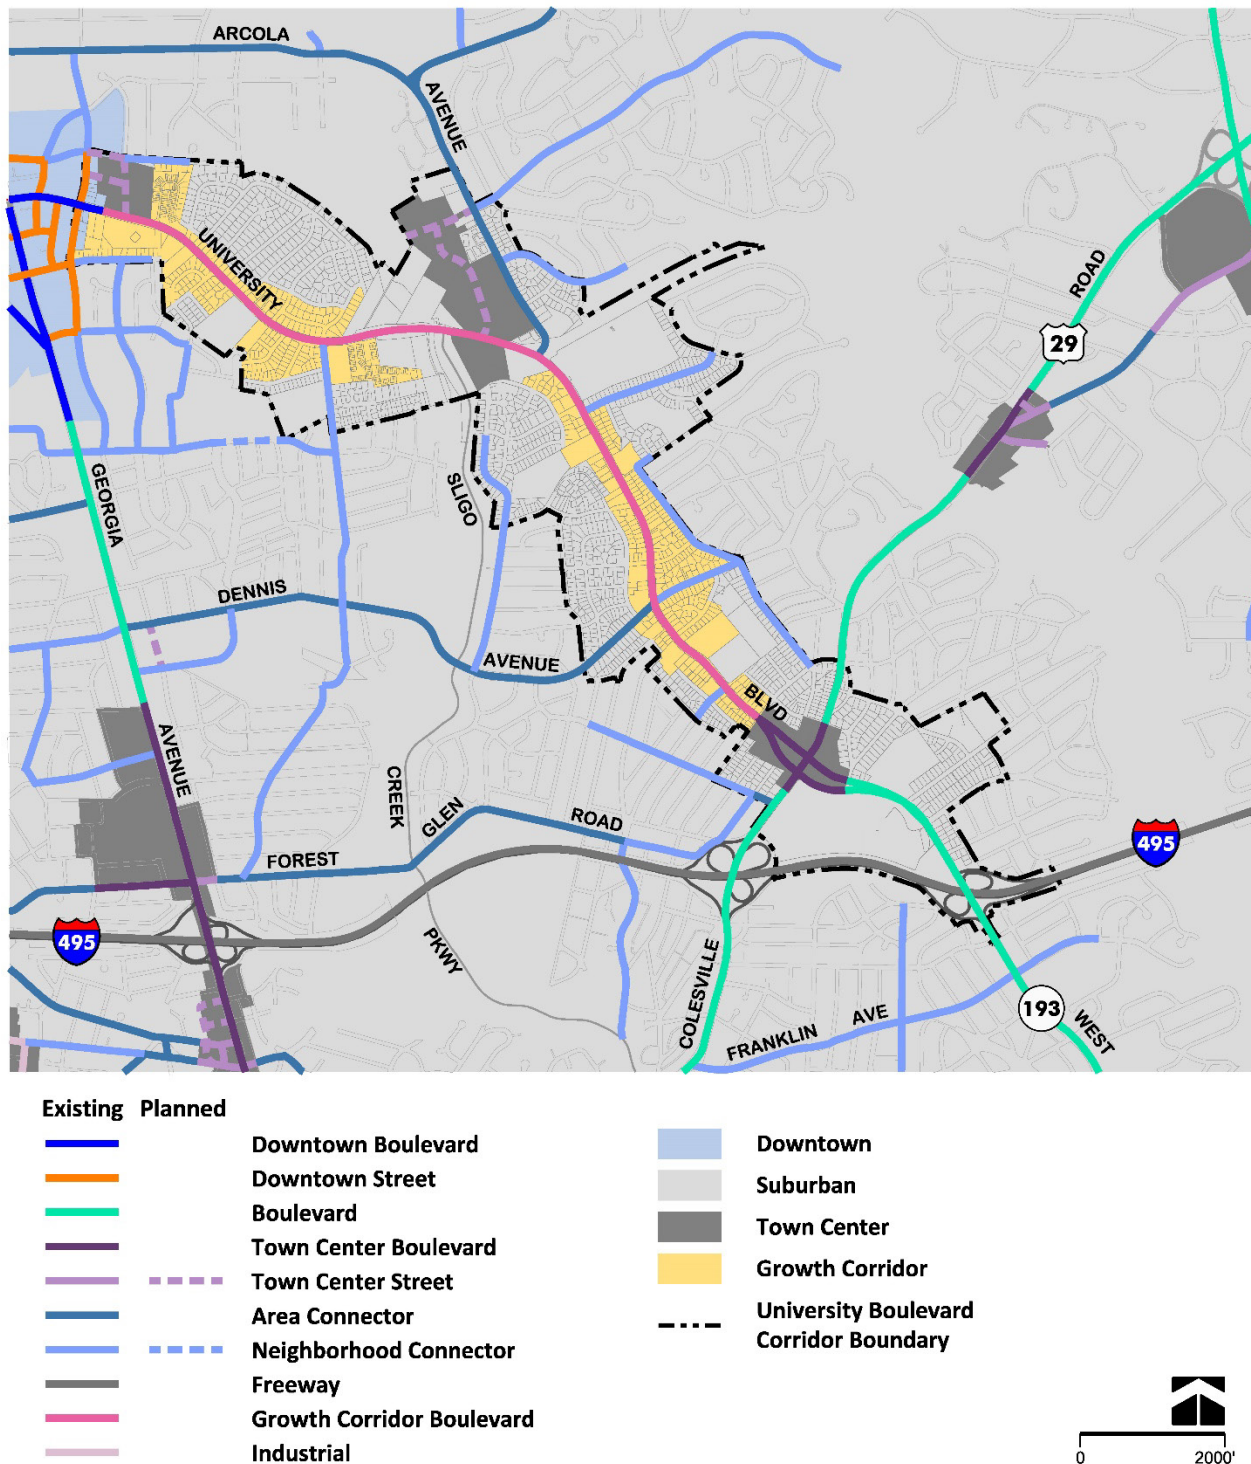 ARCOLA
AVENUE
UNIVERSITY
ROAD
29
GEORGIA
SLIGO
DENNIS
AVENUE
BLVD
AVENUE
CREEK
GLEN
ROAD
FOREST
495
495
PKWY
COLESVILLE
FRANKLIN AVE
193
WEST
Existing Planned
Downtown Boulevard
Downtown Street
Boulevard
Town Center Boulevard
Town Center Street
Area Connector
Neighborhood Connector
Freeway
Growth Corridor Boulevard
Industrial
Downtown
Suburban
Town Center
Growth Corridor
University Boulevard
Corridor Boundary
0 2000'